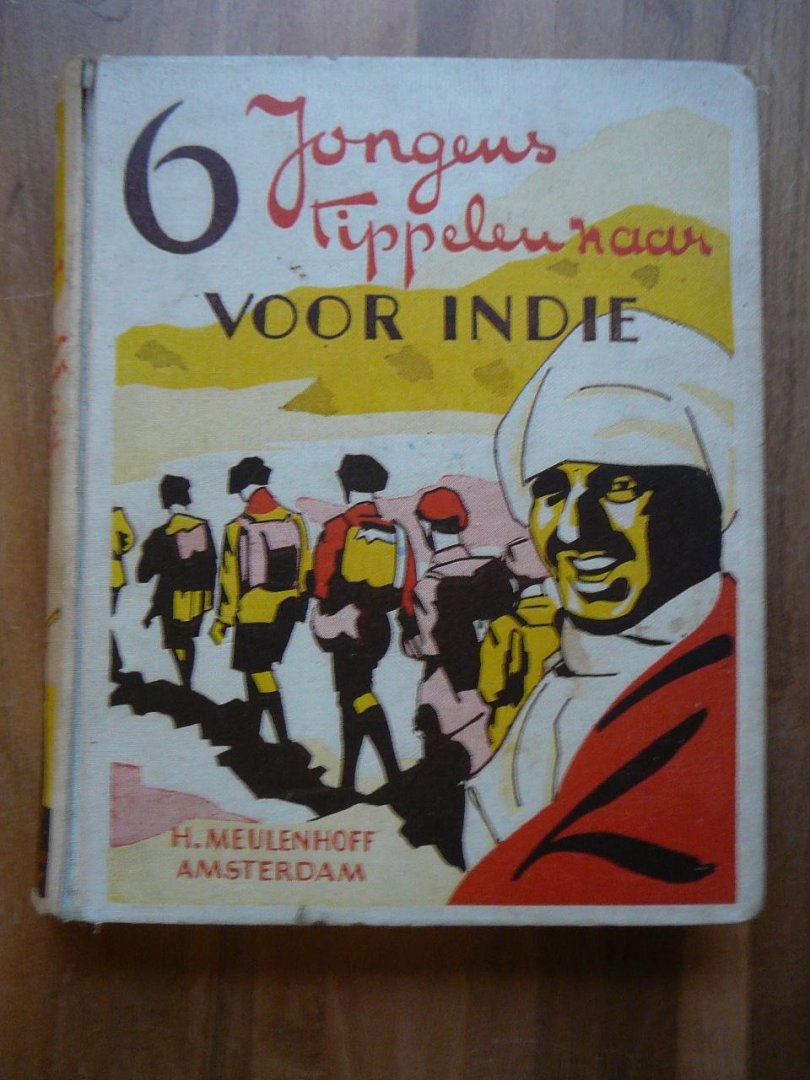 6 Jongens
tippelen naar
VOOR INDIE
H. MEULENHOFF
AMSTERDAM